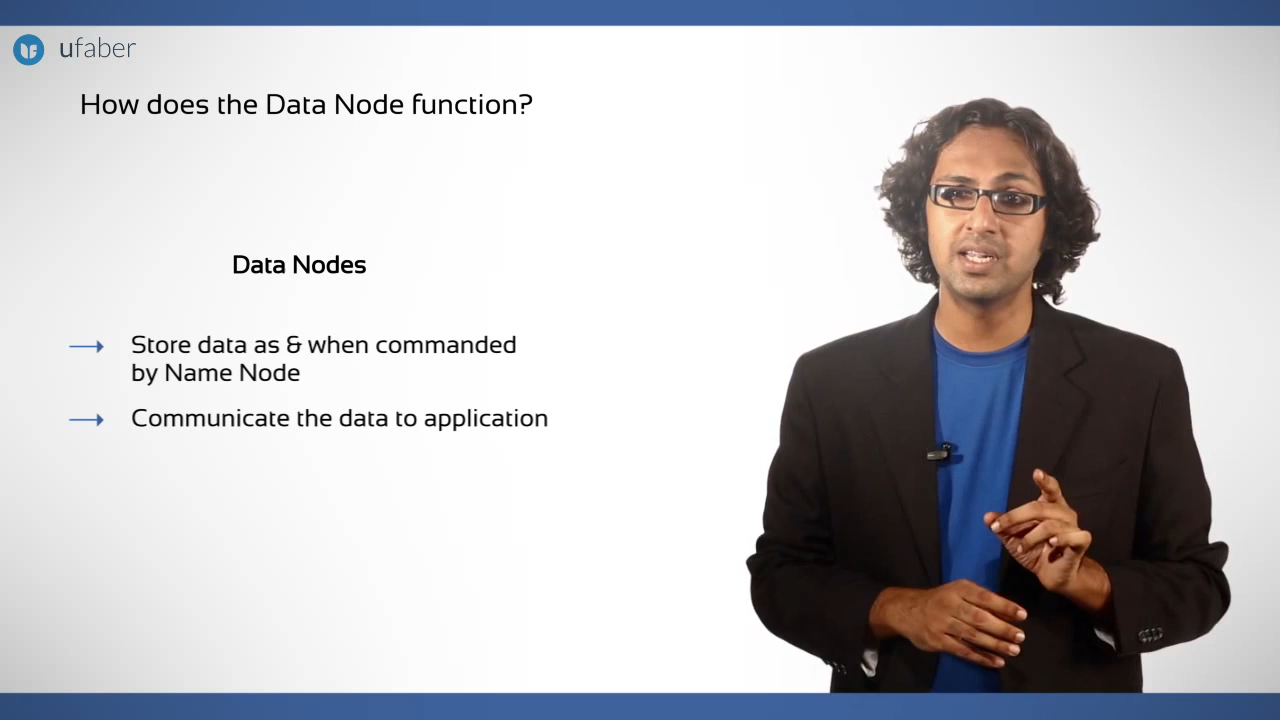 ufaber
How does the Data Node function?
Data Nodes
Store data as & when commanded
by Name Node
Communicate the data to application